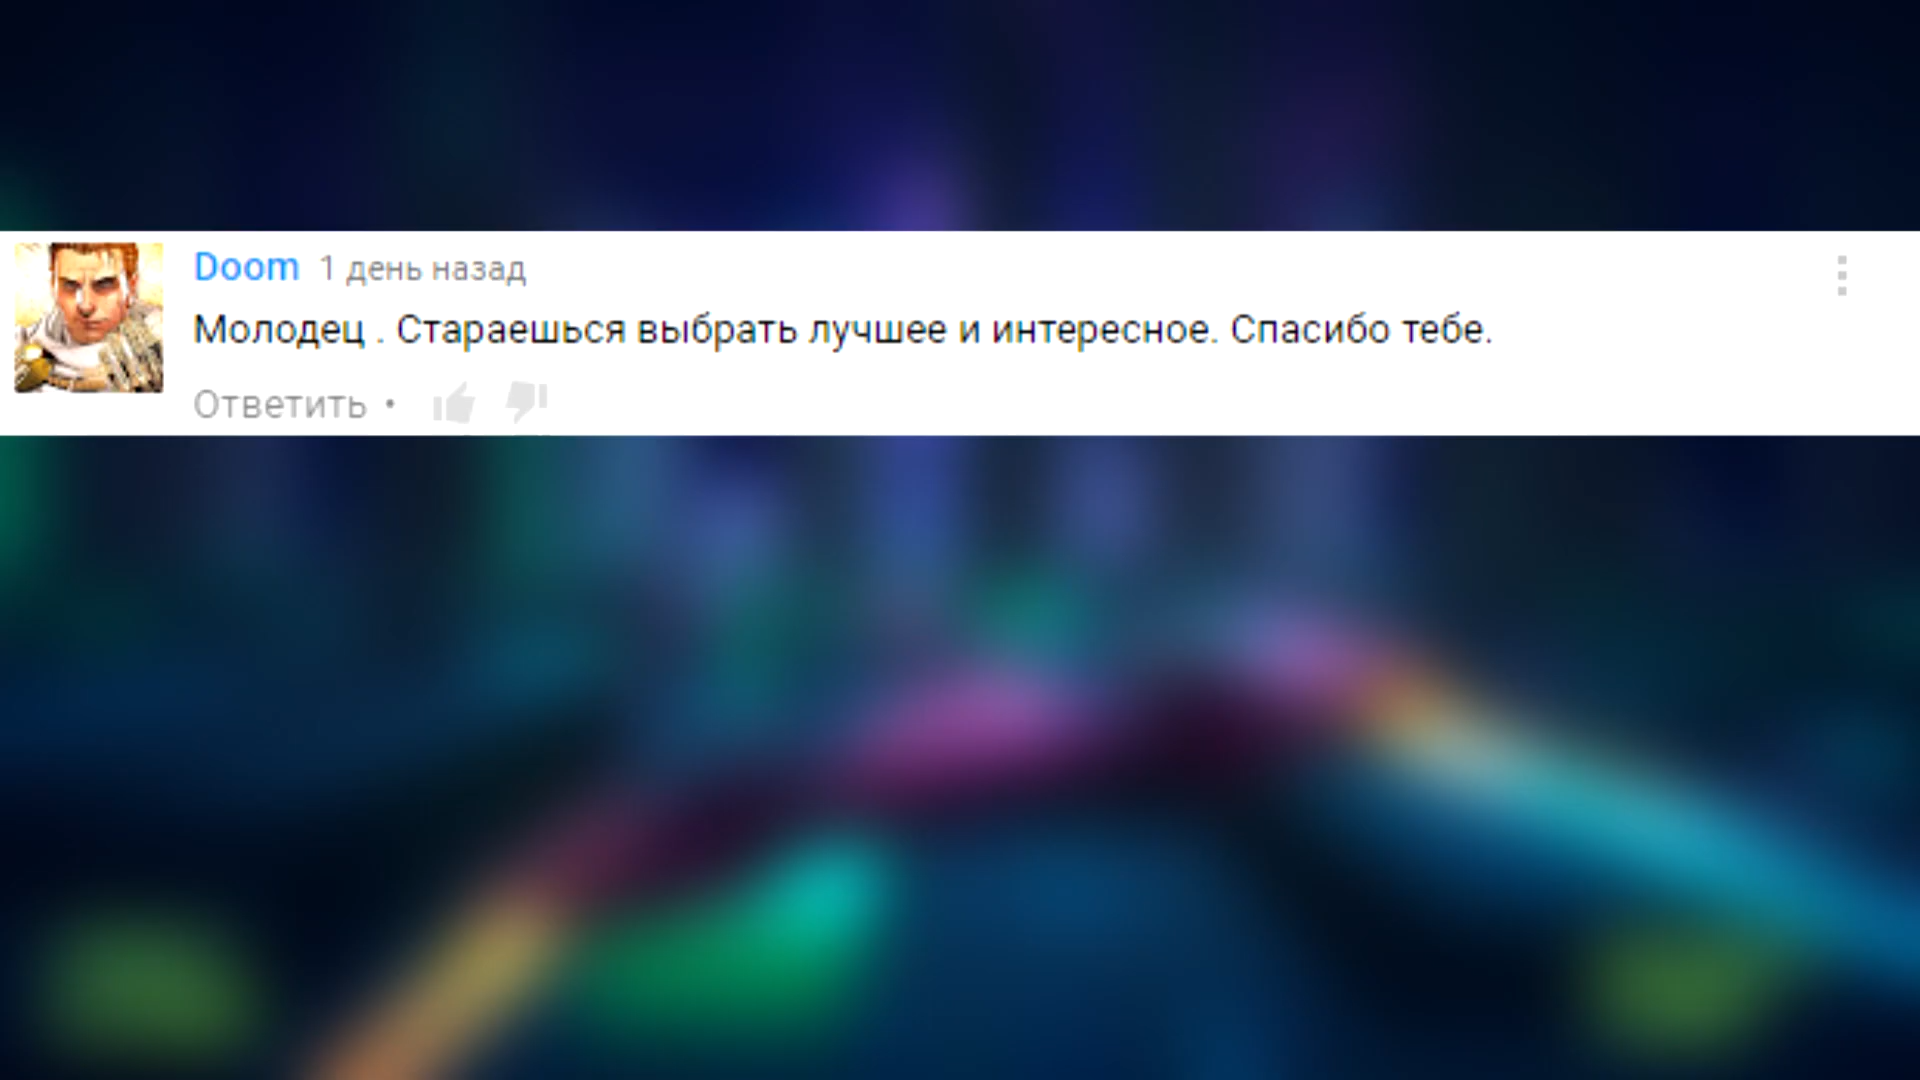 Doom 1 день назад
Молодец . Стараешься выбрать лучшее и интересное. Спасибо тебе.
Ответить •